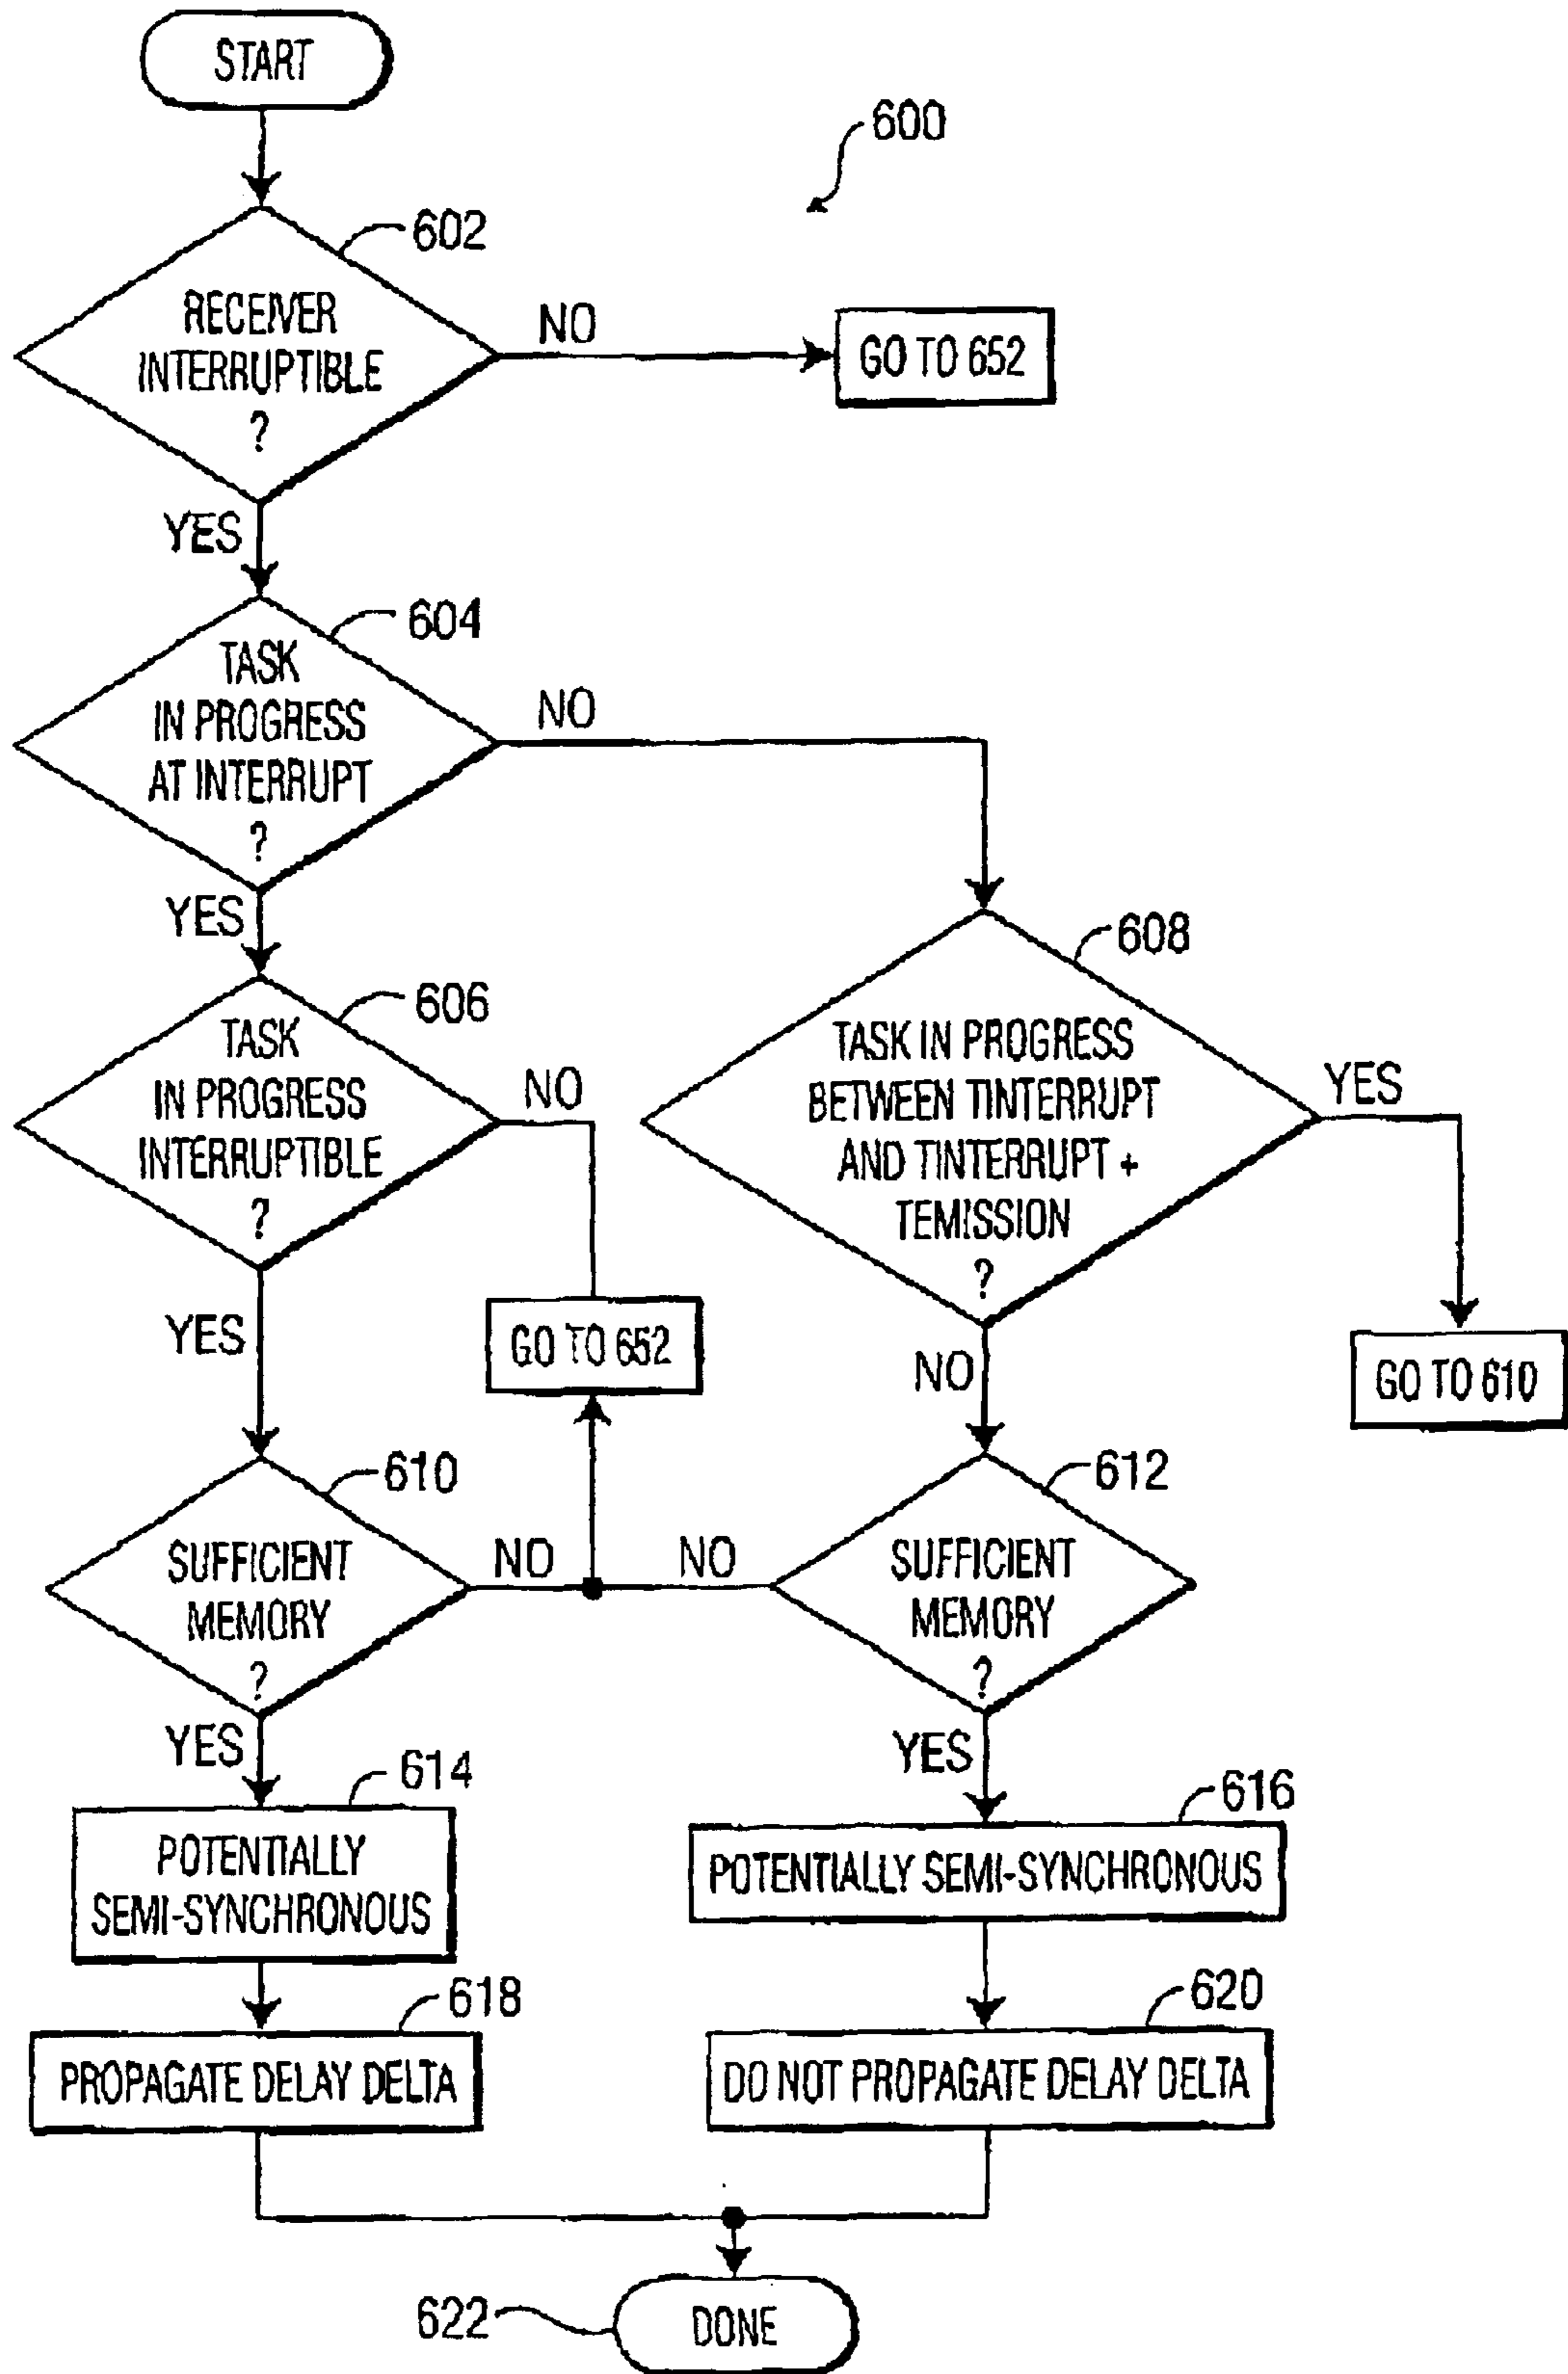 START
600
602
RECEIVER
INTERRUPTIBLE
?
NO
GO TO 652
YES
604
TASK
IN PROGRESS
AT INTERRUPT
?
NO
YES
606
TASK
IN PROGRESS
INTERRUPTIBLE
?
NO
608
TASK IN PROGRESS
BETWEEN TINTERRUPT
AND TINTERRUPT +
TEMISSION
?
YES
YES
GO TO 652
NO
GO TO 610
610
SUFFICIENT
MEMORY
?
NO
NO
612
SUFFICIENT
MEMORY
?
YES
YES
614
POTENTIALLY
SEMI-SYNCHRONOUS
616
POTENTIALLY SEMI-SYNCHRONOUS
618
PROPAGATE DELAY DELTA
620
DO NOT PROPAGATE DELAY DELTA
622
DONE